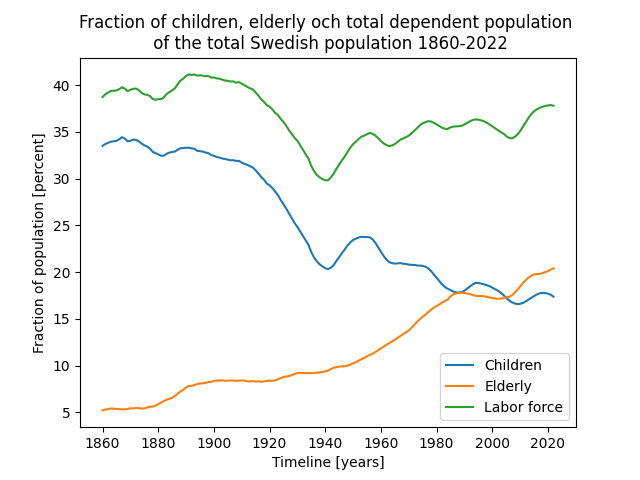 Fraction of children, elderly och total dependent population
of the total Swedish population 1860-2022
Fraction of population [percent]
40
35
30
25
20
15
10
5
1860 1880 1900 1920 1940 1960 1980 2000 2020
Timeline [years]
Children
Elderly
Labor force